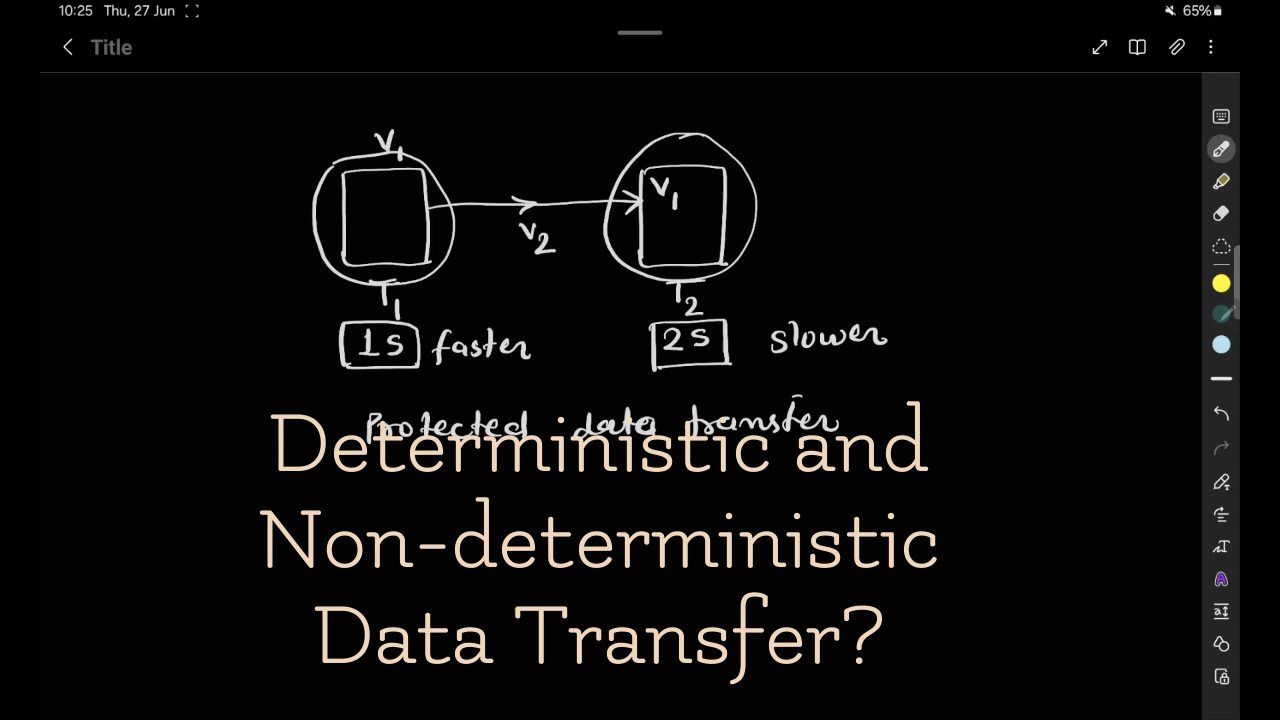 10:25 Thu, 27 Jun
65%
Title
V1
V1
V2
T1
T2
1S faster
2S slower
Protected data transfer
Deterministic and
Non-deterministic
Data Transfer?